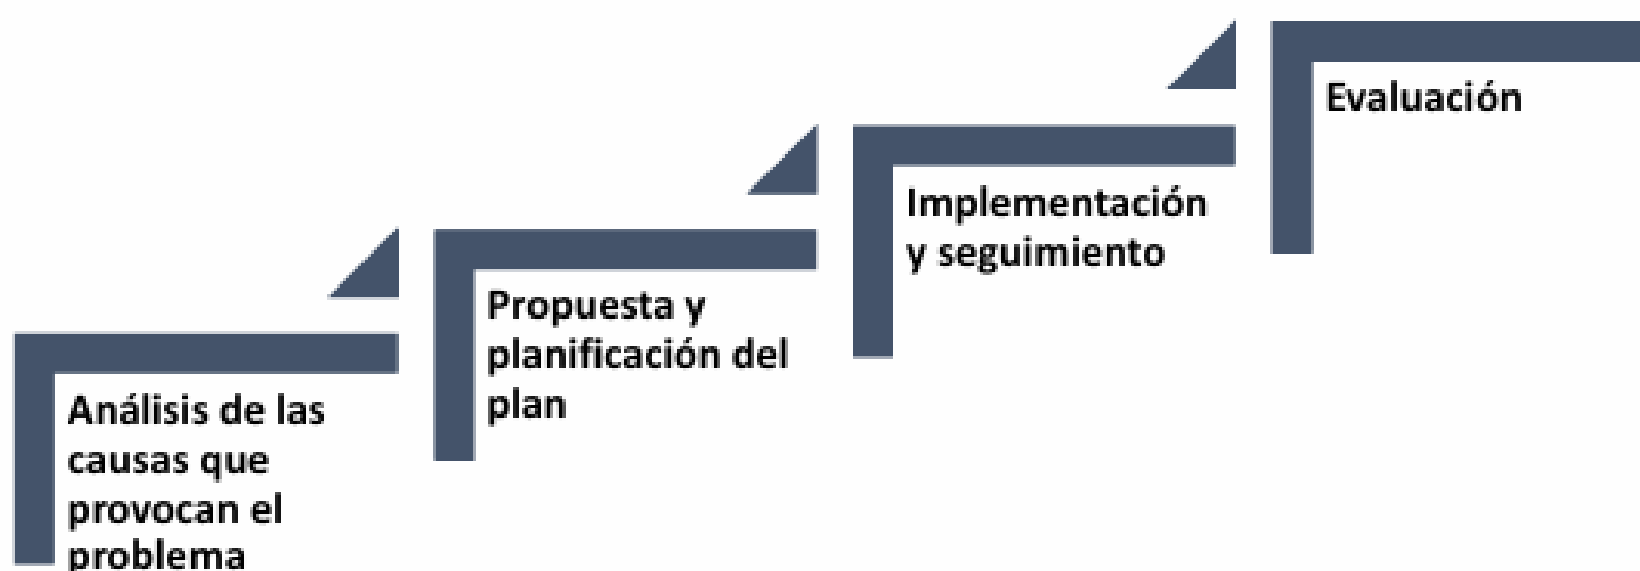 Análisis de las
causas que
provocan el
problema
Propuesta y
planificación del
plan
Implementación
y seguimiento
Evaluación